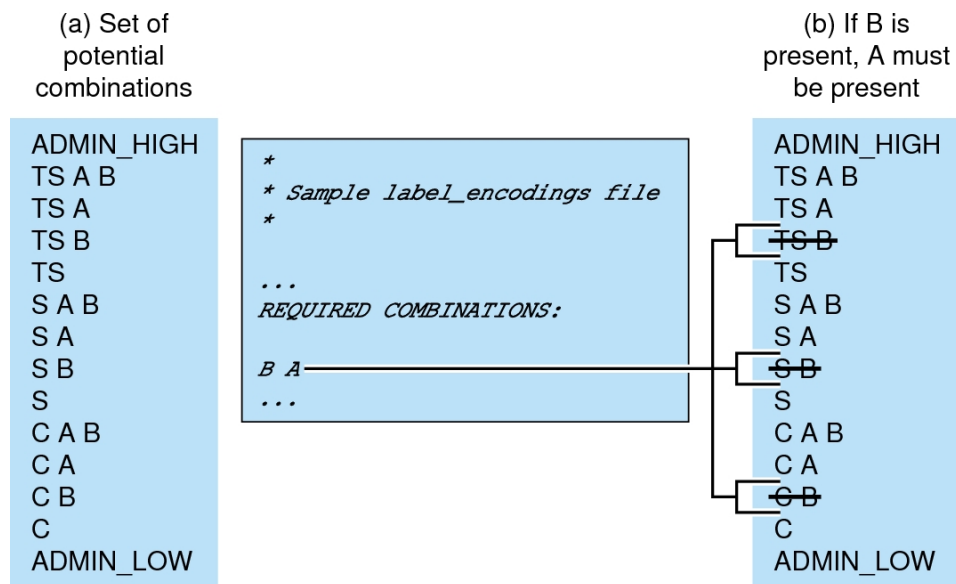 (a) Set of
potential
combinations
ADMIN_HIGH
TS A B
TS A
TS B
TS
S A B
S A
S B
S
C A B
C A
C B
C
ADMIN_LOW
*
* Sample label_encodings file
*
...
REQUIRED COMBINATIONS:
B A
...
(b) If B is
present, A must
be present
ADMIN_HIGH
TS A B
TS A
TS B
TS
S A B
S A
S B
S
C A B
C A
C B
C
ADMIN_LOW